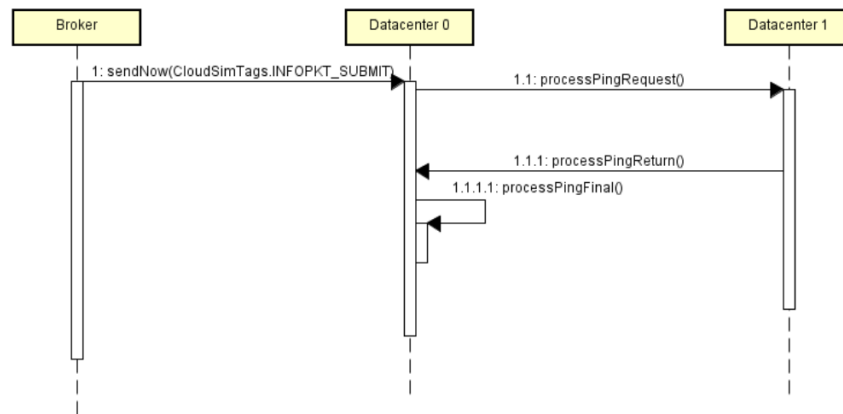 Broker
Datacenter 0
Datacenter 1
1: sendNow(CloudSimTags.INFOPKT_SUBMIT)
1.1: processPingRequest()
1.1.1: processPingReturn()
1.1.1.1: processPingFinal()